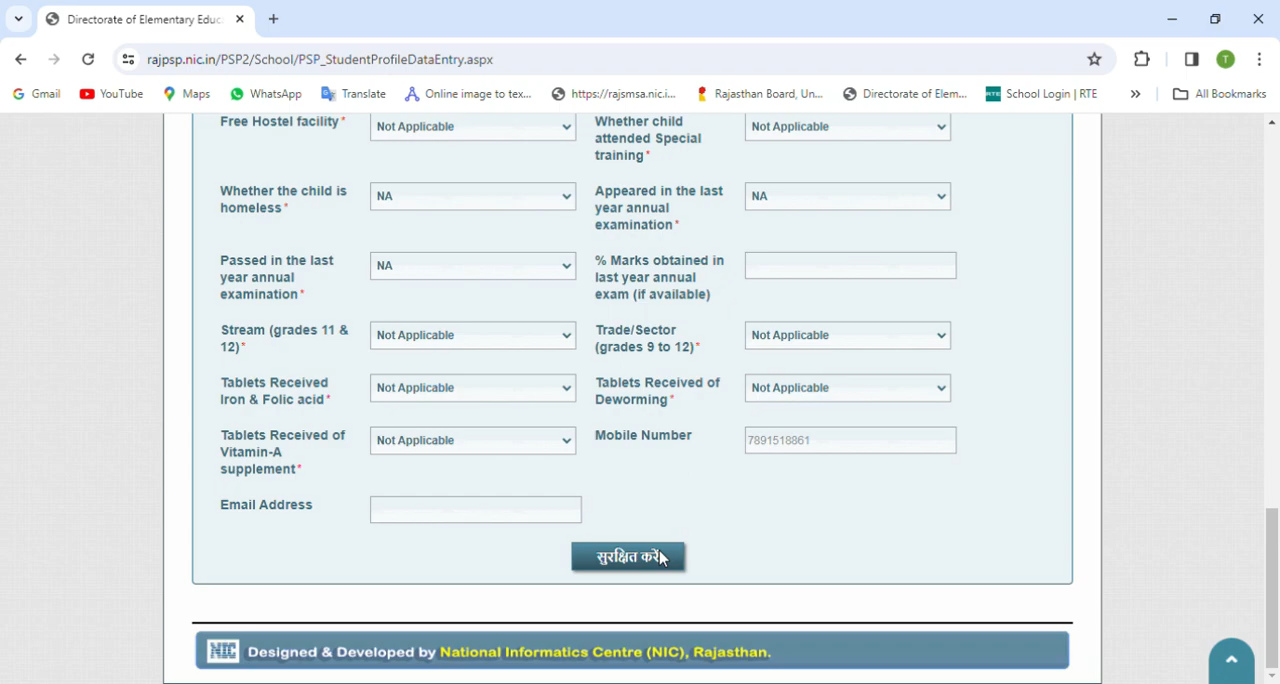 Directorate of Elementary Educ
rajpsp.nic.in/PSP2/School/PSP_StudentProfileDataEntry.aspx
T
Gmail YouTube Maps WhatsApp Translate Online image to tex... https://rajsmsa.nic.i... Rajasthan Board, Un... Directorate of Elem... RTE School Login | RTE » All Bookmarks
Free Hostel facility* Not Applicable Whether child
attended Special Not Applicable
training*
Whether the child is NA Appeared in the last NA
homeless* year annual
examination*
Passed in the last NA % Marks obtained in
year annual last year annual
examination* exam (if available)
Stream (grades 11 & Not Applicable Trade/Sector Not Applicable
12)* (grades 9 to 12)*
Tablets Received Not Applicable Tablets Received of Not Applicable
Iron & Folic acid* Deworming*
Tablets Received of Not Applicable Mobile Number 7891518861
Vitamin-A
supplement*
Email Address
सुरक्षित करें
NIC Designed & Developed by National Informatics Centre (NIC), Rajasthan.